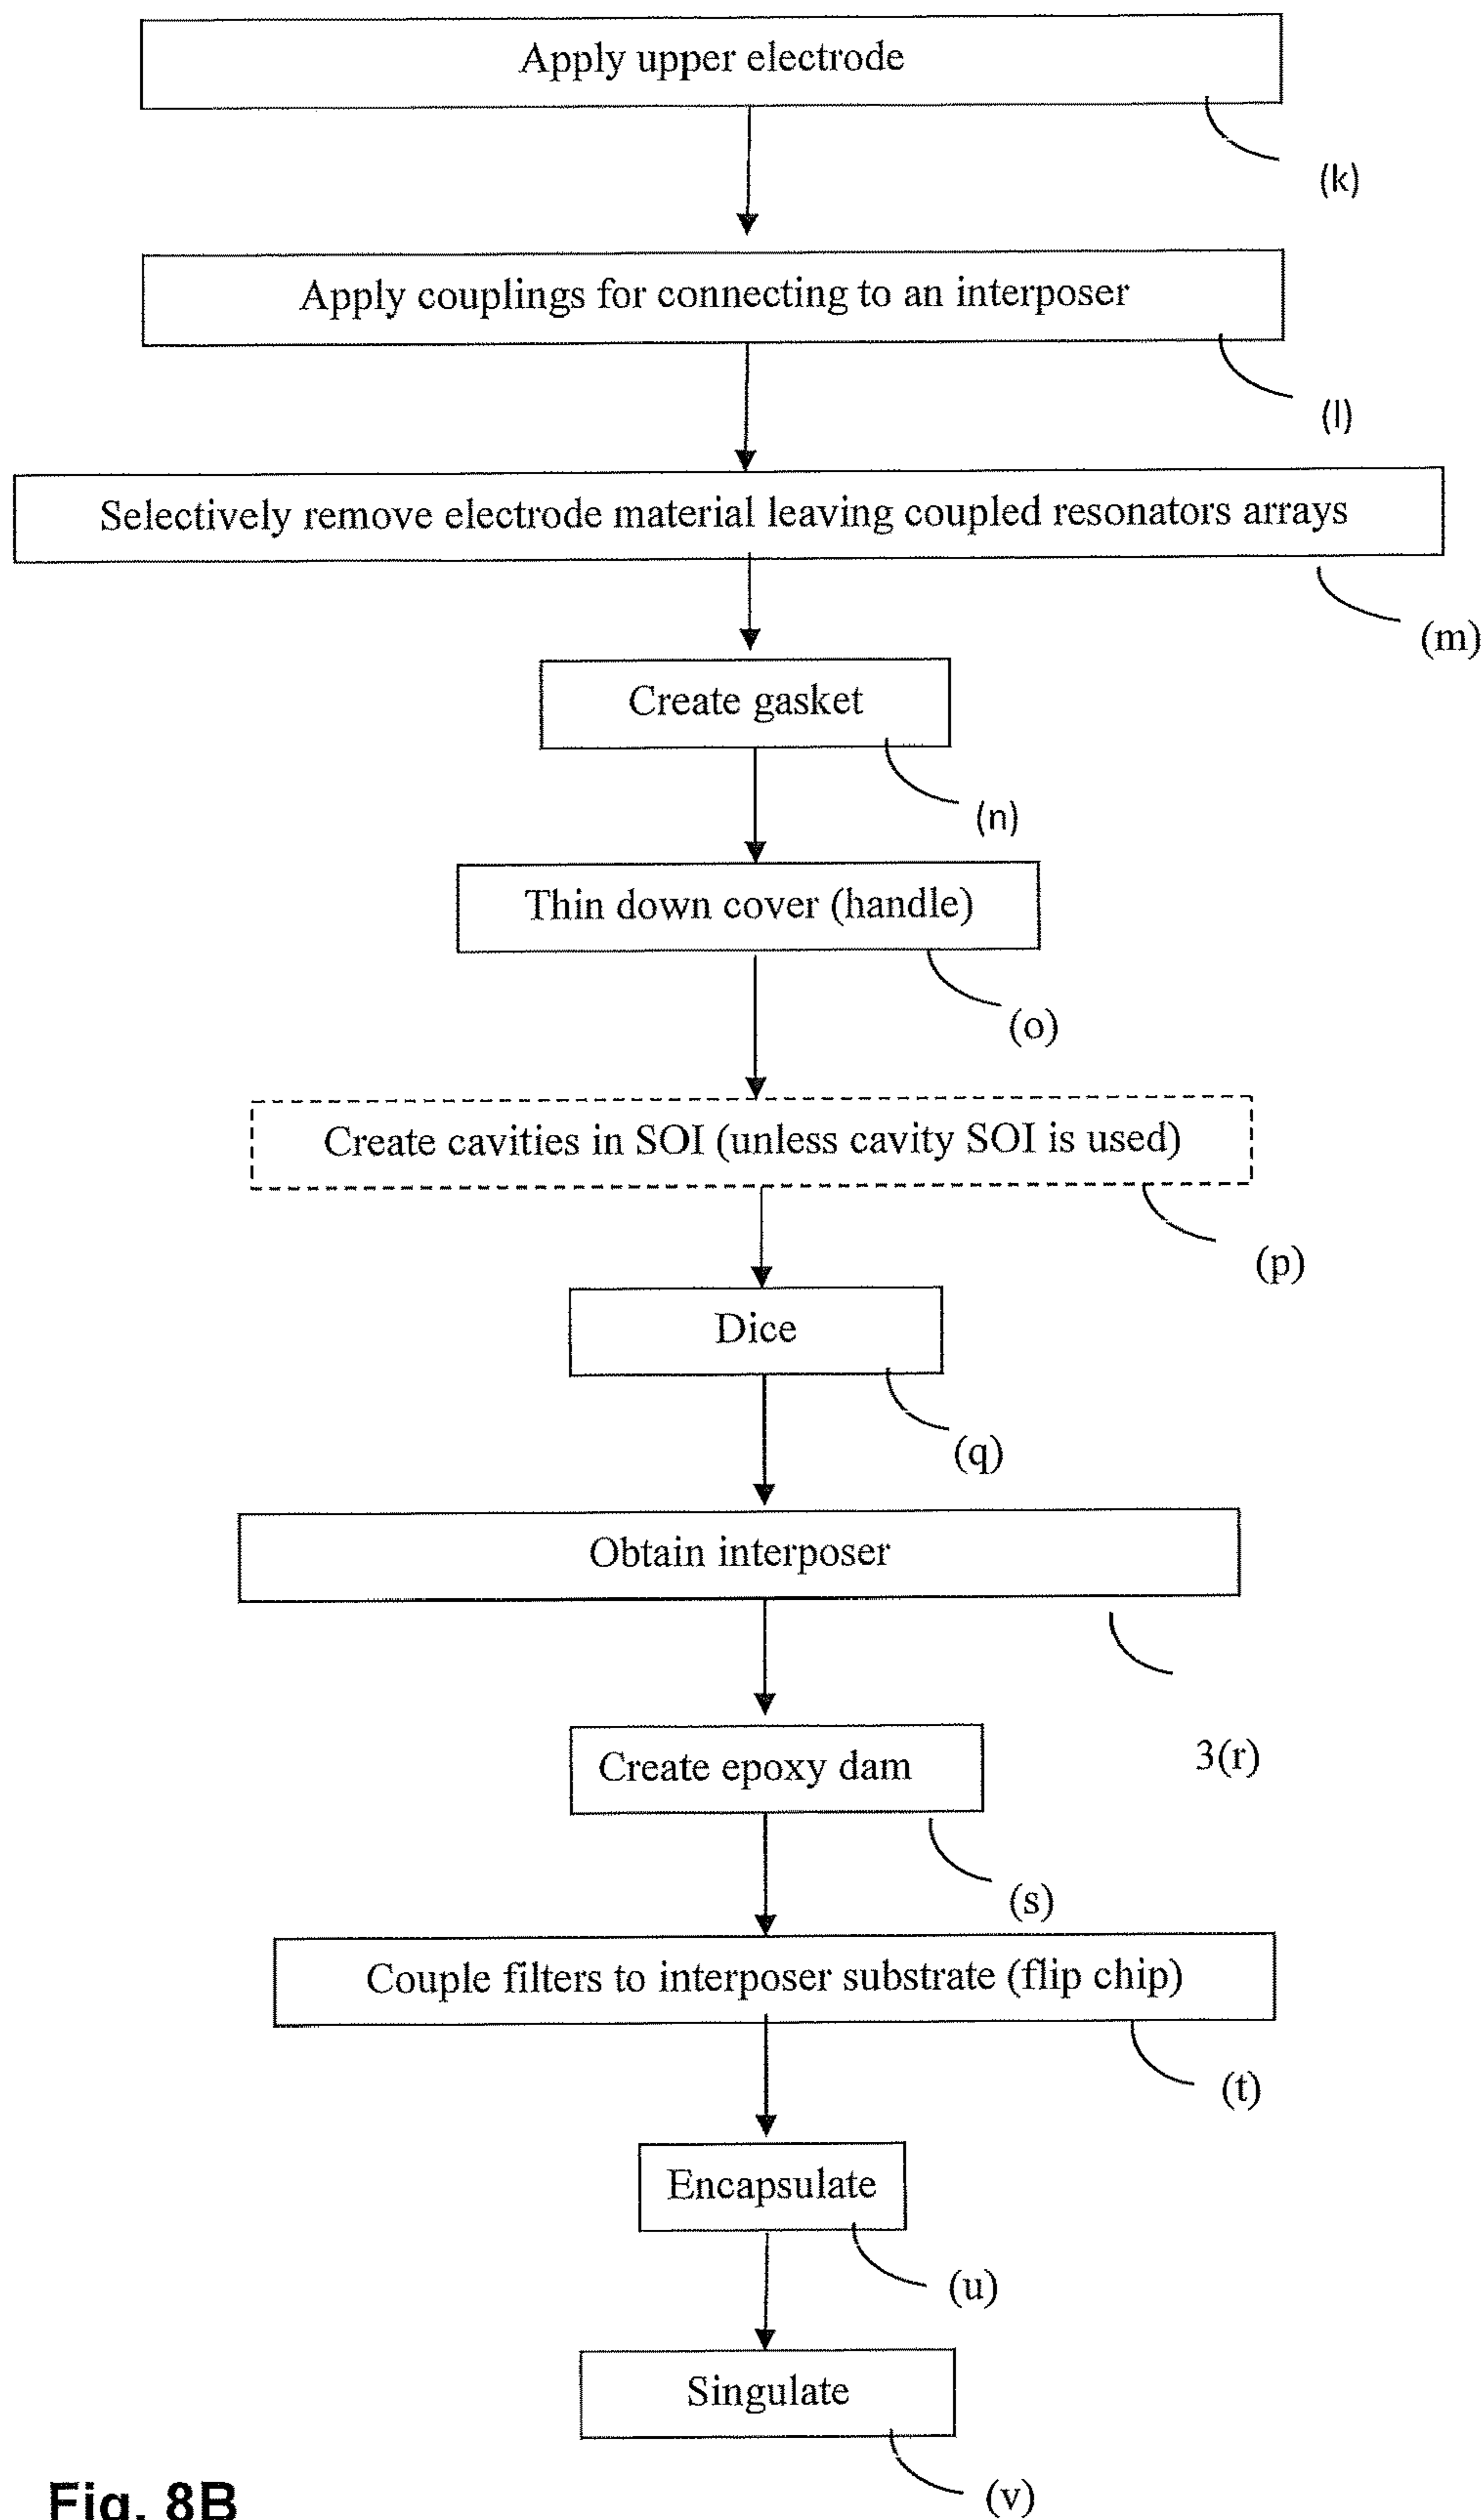 Apply upper electrode
(k)
Apply couplings for connecting to an interposer
(l)
Selectively remove electrode material leaving coupled resonators arrays
(m)
Create gasket
(n)
Thin down cover (handle)
(o)
Create cavities in SOI (unless cavity SOI is used)
(p)
Dice
(q)
Obtain interposer
3(r)
Create epoxy dam
(s)
Couple filters to interposer substrate (flip chip)
(t)
Encapsulate
(u)
Singulate
(v)
Fig. 8B